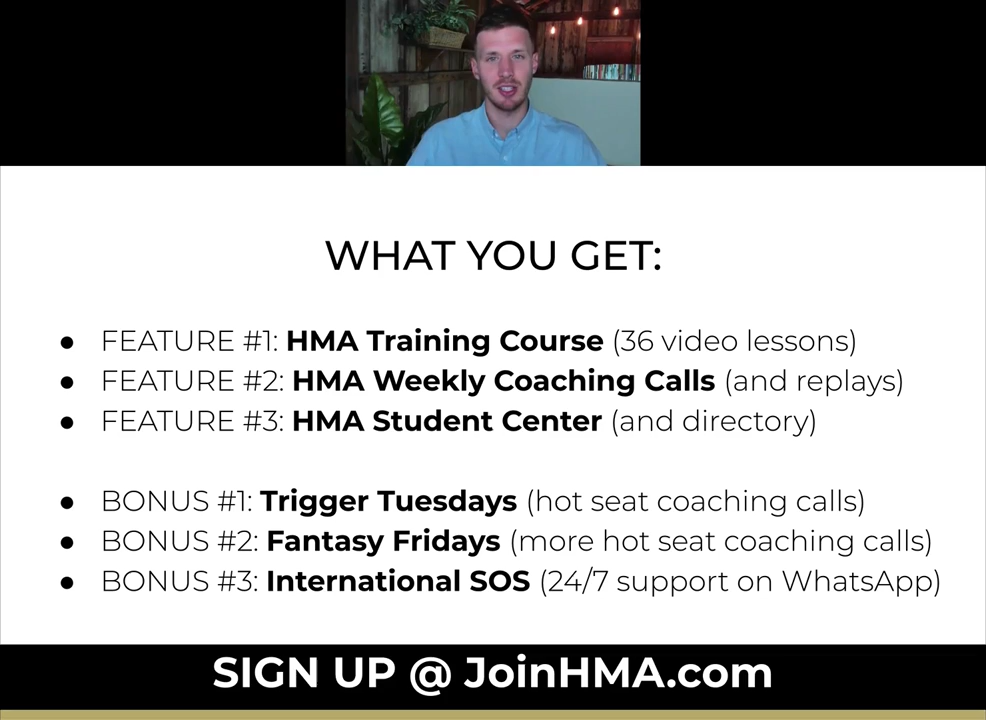 WHAT YOU GET:
● FEATURE #1: HMA Training Course (36 video lessons)
● FEATURE #2: HMA Weekly Coaching Calls (and replays)
● FEATURE #3: HMA Student Center (and directory)
● BONUS #1: Trigger Tuesdays (hot seat coaching calls)
● BONUS #2: Fantasy Fridays (more hot seat coaching calls)
● BONUS #3: International SOS (24/7 support on WhatsApp)
SIGN UP @ JoinHMA.com